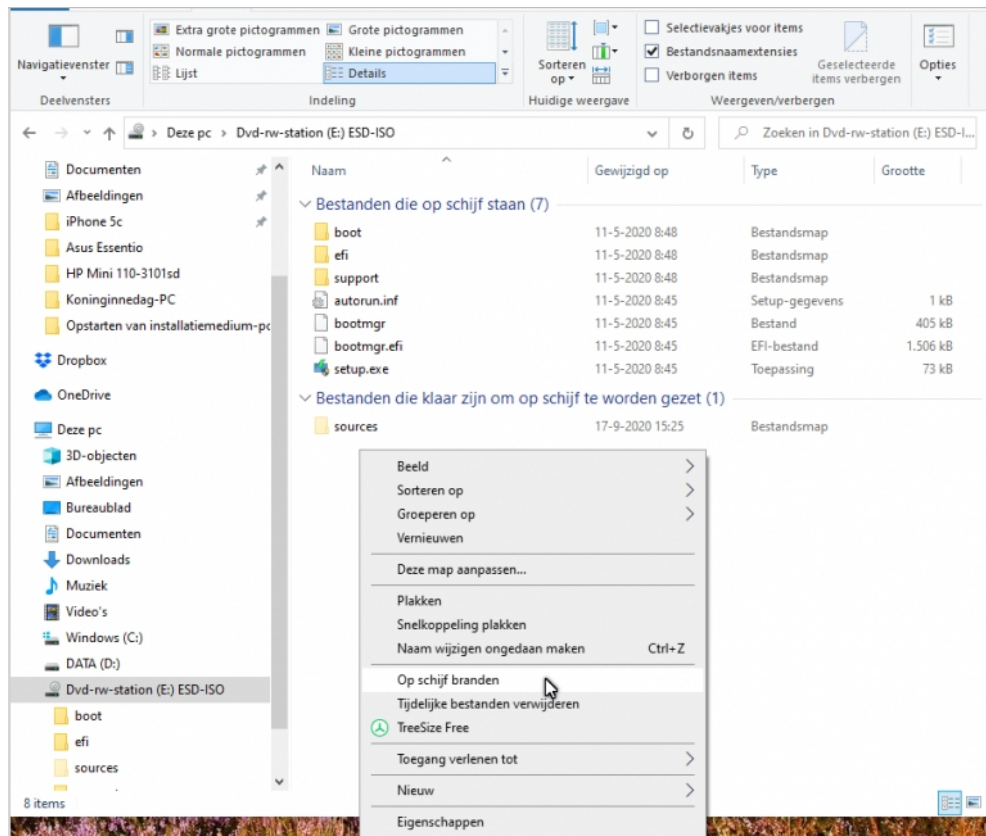 Extra grote pictogrammen Grote pictogrammen
Normale pictogrammen Kleine pictogrammen
Lijst Details
Navigatievenster
Deelvensters
Indeling
Sorteren
op
Huidige weergave
Selectievakjes voor items
Bestandsnaamextensies
Verborgen items
Geselecteerde
items verbergen
Weergeven/verbergen
Opties
Deze pc Dvd-rw-station (E:) ESD-ISO
Zoeken in Dvd-rw-station (E:) ESD-I...
Documenten
Afbeeldingen
iPhone 5c
Asus Essentio
HP Mini 110-3101sd
Koninginnedag-PC
Opstarten van installatiemedium-pc
Dropbox
OneDrive
Deze pc
3D-objecten
Afbeeldingen
Bureaublad
Documenten
Downloads
Muziek
Video's
Windows (C:)
DATA (D:)
Dvd-rw-station (E:) ESD-ISO
boot
efi
sources
8 items
Naam Gewijzigd op Type Grootte
Bestanden die op schijf staan (7)
boot 11-5-2020 8:48 Bestandsmap
efi 11-5-2020 8:48 Bestandsmap
support 11-5-2020 8:48 Bestandsmap
autorun.inf 11-5-2020 8:45 Setup-gegevens 1 kB
bootmgr 11-5-2020 8:45 Bestand 405 kB
bootmgr.efi 11-5-2020 8:45 EFI-bestand 1.506 kB
setup.exe 11-5-2020 8:45 Toepassing 73 kB
Bestanden die klaar zijn om op schijf te worden gezet (1)
sources 17-9-2020 15:25 Bestandsmap
Beeld
Sorteren op
Groeperen op
Vernieuwen
Deze map aanpassen...
Plakken
Snelkoppeling plakken
Naam wijzigen ongedaan maken Ctrl+Z
Op schijf branden
Tijdelijke bestanden verwijderen
TreeSize Free
Toegang verlenen tot
Nieuw
Eigenschappen